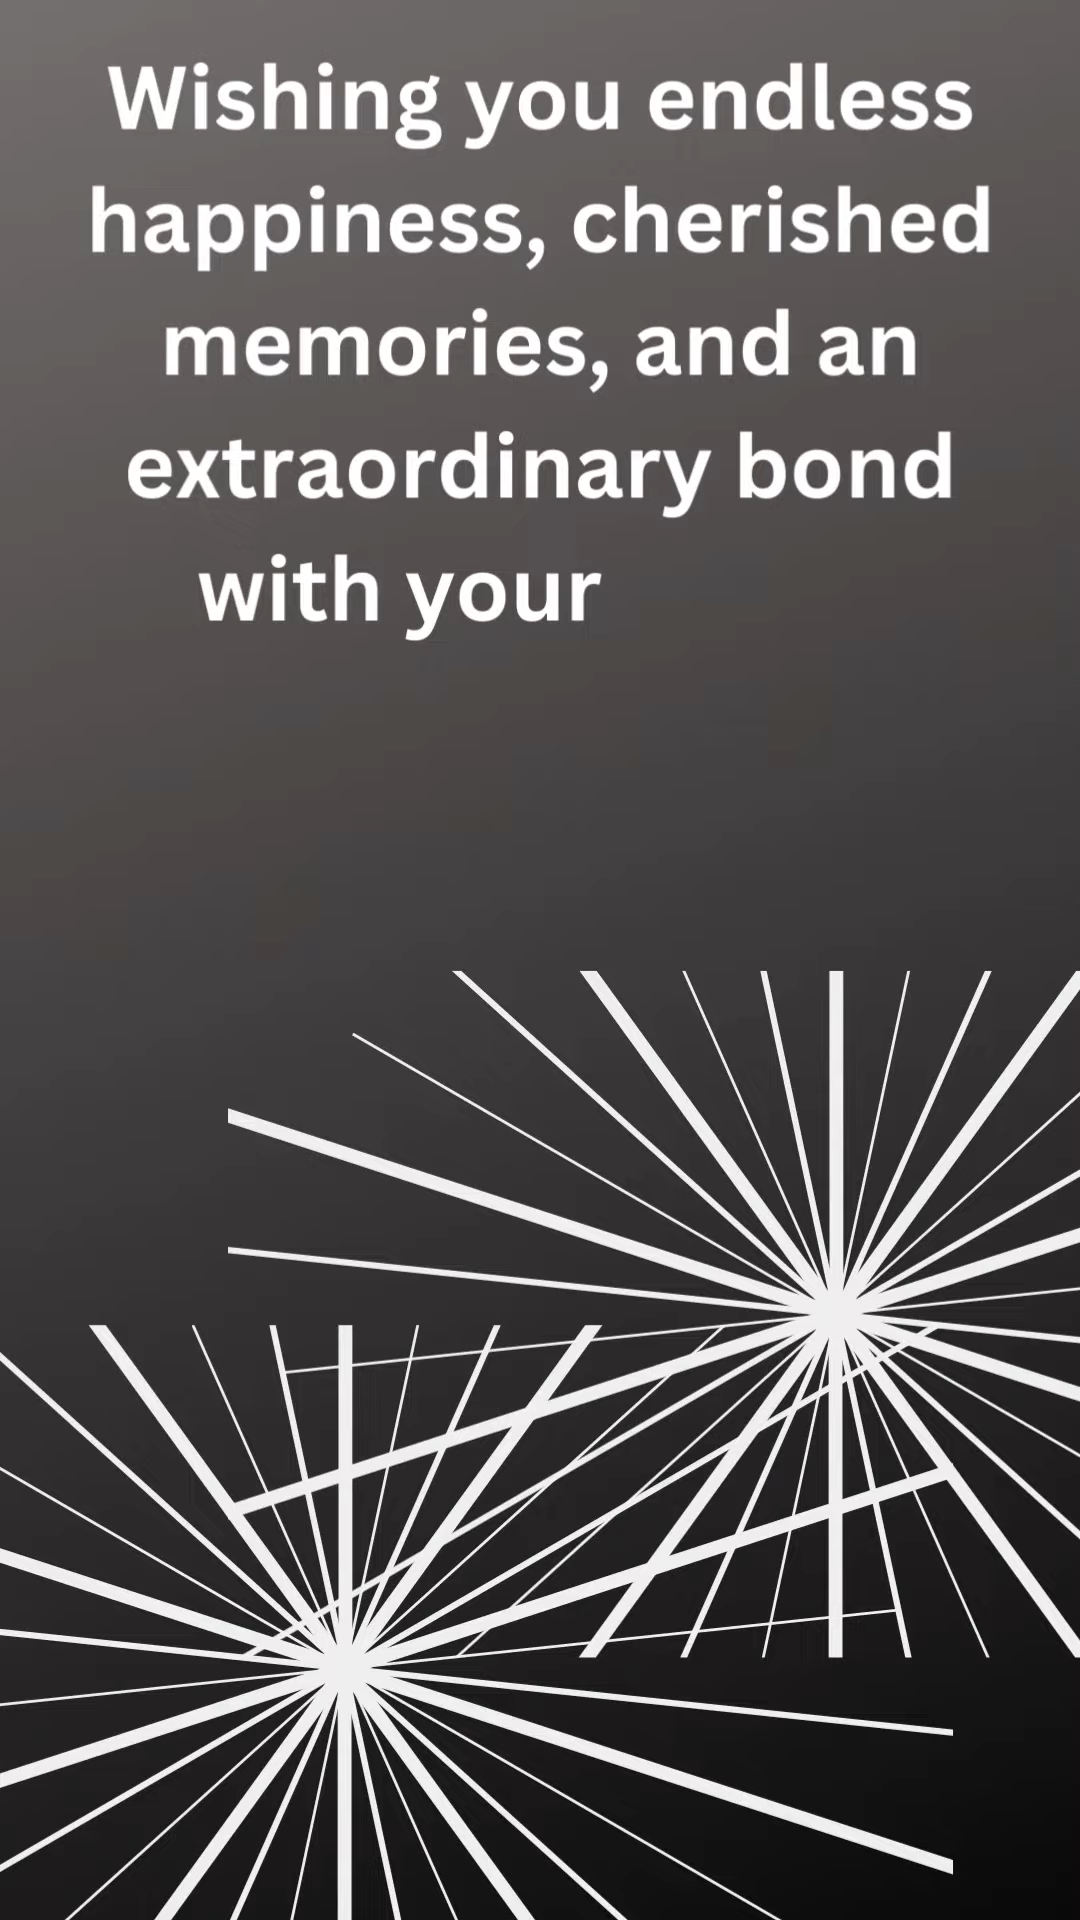 Wishing you endless
happiness, cherished
memories, and an
extraordinary bond
with your